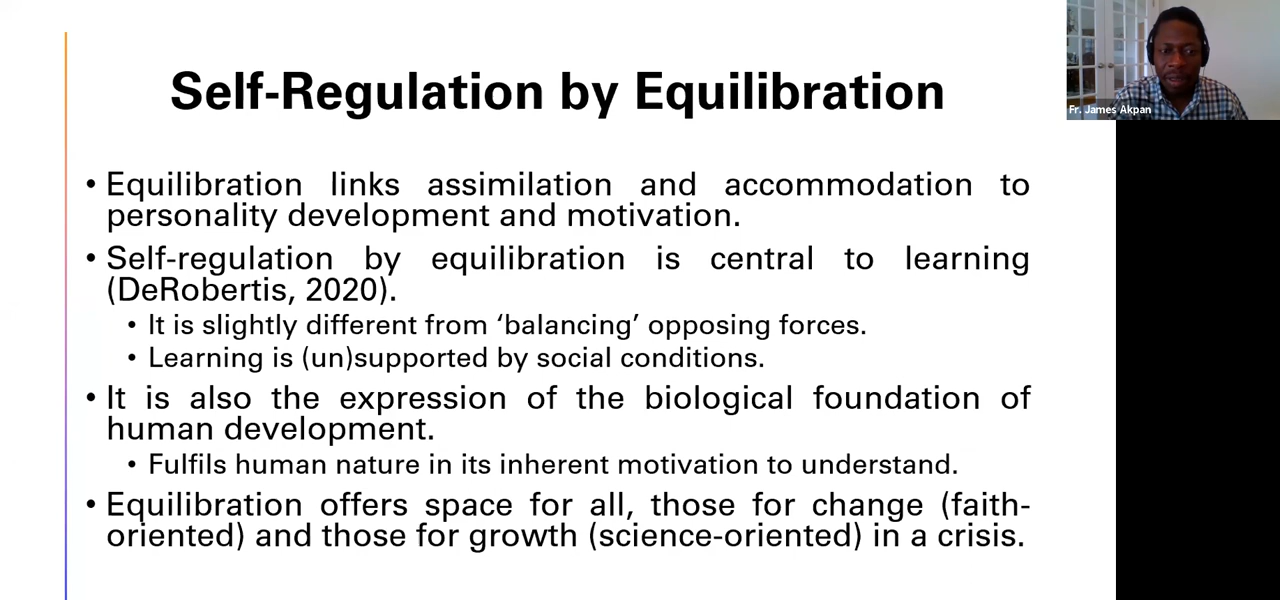 Self-Regulation by Equilibration
Fr. James Akpan
• Equilibration links assimilation and accommodation to
personality development and motivation.
• Self-regulation by equilibration is central to learning
(DeRobertis, 2020).
• It is slightly different from ‘balancing’ opposing forces.
• Learning is (un)supported by social conditions.
• It is also the expression of the biological foundation of
human development.
• Fulfils human nature in its inherent motivation to understand.
• Equilibration offers space for all, those for change (faith-
oriented) and those for growth (science-oriented) in a crisis.